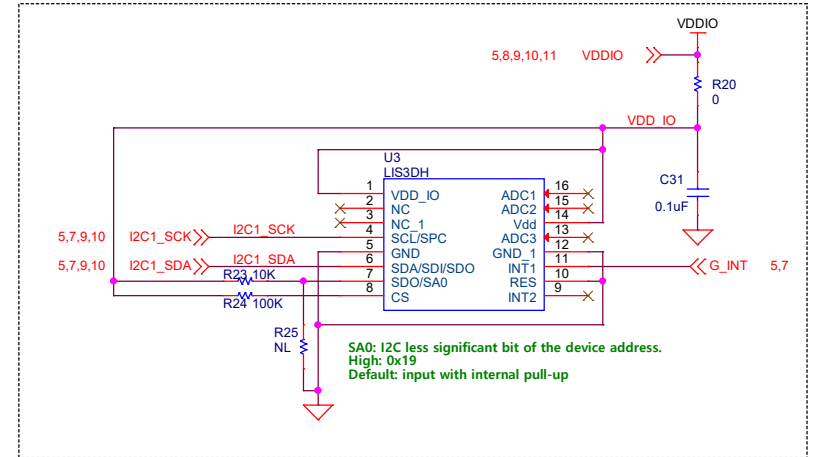 VDDIO
5,8,9,10,11 VDDIO
R20
0
VDD_IO
U3
LIS3DH
C31
0.1uF
1 VDD_IO ADC1 16
2 NC ADC2 15
3 NC_1 Vdd 14
5,7,9,10 I2C1_SCK I2C1_SCK 4 SCL/SPC ADC3 13
5 GND GND_1 12
5,7,9,10 I2C1_SDA I2C1_SDA 6 SDA/SDI/SDO INT1 11 G_INT 5,7
R23 10K 7 SDO/SA0 RES 10
R24 100K 8 CS INT2 9
R25
NL
SA0: I2C less significant bit of the device address.
High: 0x19
Default: input with internal pull-up